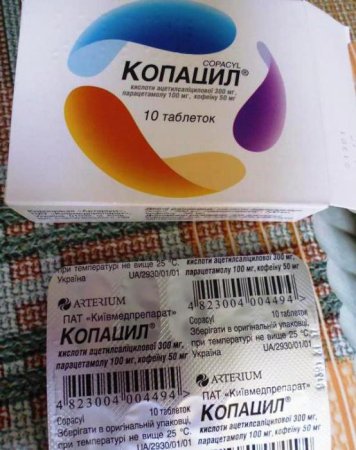 COPACYL
КОПАЦИЛ®
кислоти ацетилсаліцилової 300 мг,
парацетамолу 100 мг, кофеїну 50 мг
10 таблеток
при температурі не вище 25 °С.
Україна UA/2930/01/01
ARTERIUM
ПАТ "Київмедпрепарат"
КОПАЦИЛ®
кислоти ацетилсаліцилової 300 мг,
парацетамолу 100 мг, кофеїну 50 мг
4 823004 004494
Copacyl 10 таблеток
Зберігати в оригінальній упаковці,
при температурі не вище 25 °С.
Україна UA/2930/01/01
кислоти ацетилсаліцилової 300 мг,
парацетамолу 100 мг, кофеїну 50 мг
4 823004 004494
Copacyl 10 таблеток
Зберігати в оригінальній упаковці,
при температурі не вище 25 °С.
Україна UA/2930/01/01
ARTERIUM
ПАТ "Київмедпрепарат"
КОПАЦИЛ®
кислоти ацетилсаліцилової 300 мг,
парацетамолу 100 мг, кофеїну 50 мг